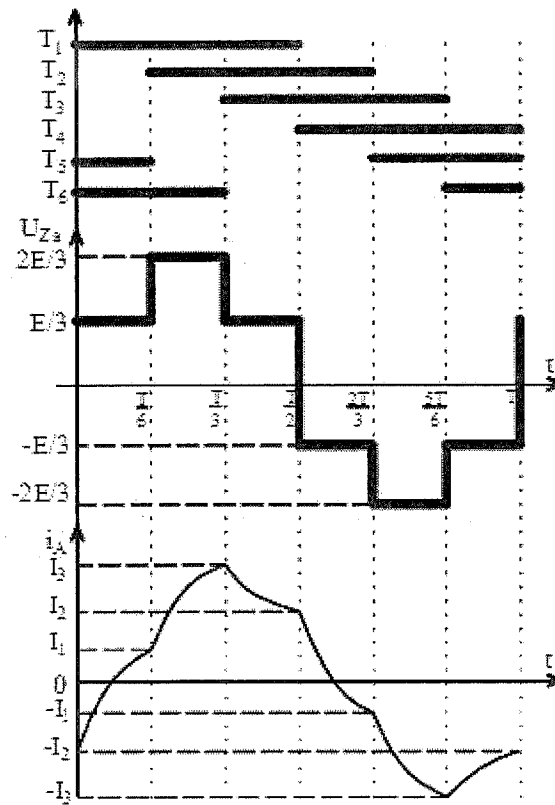 T1
T2
T3
T4
T5
T6
UZa
2E/3
E/3
τ
T/6 T/3 T/2 2T/3 5T/6 T
-E/3
-2E/3
iA
I3
I2
I1
τ
0
-I1
-I2
-I3